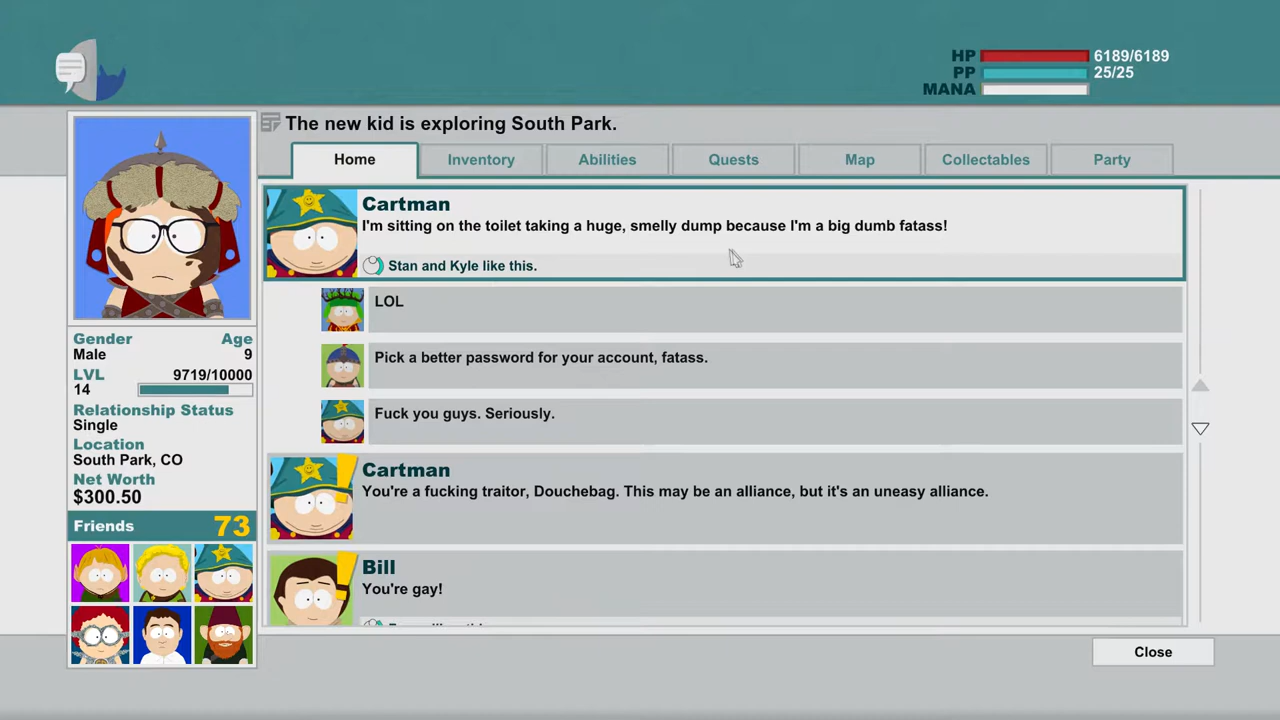 HP 6189/6189
PP 25/25
MANA
The new kid is exploring South Park.
Home Inventory Abilities Quests Map Collectables Party
Gender Age
Male 9
LVL 9719/10000
14
Relationship Status
Single
Location
South Park, CO
Net Worth
$300.50
Friends 73
Cartman
I'm sitting on the toilet taking a huge, smelly dump because I'm a big dumb fatass!
Stan and Kyle like this.
LOL
Pick a better password for your account, fatass.
Fuck you guys. Seriously.
Cartman
You're a fucking traitor, Douchebag. This may be an alliance, but it's an uneasy alliance.
Bill
You're gay!
Close